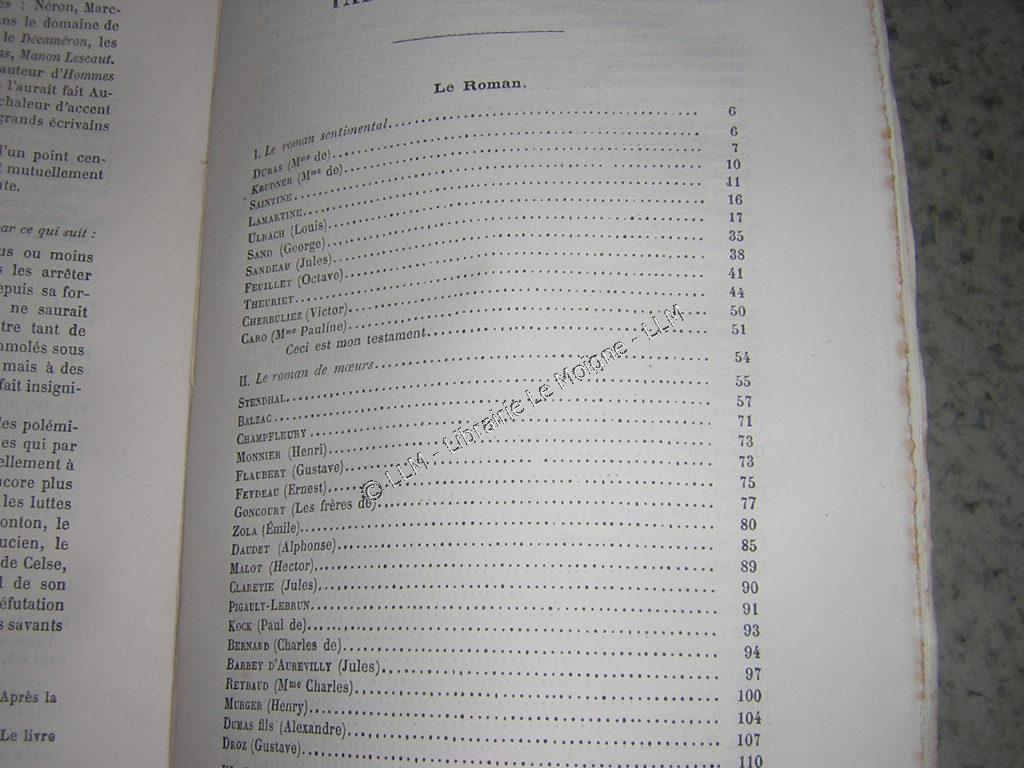 es : Néron, Marc-
ans le domaine de
le Décaméron, les
as, Manon Lescaut.
auteur d'Hommes
l'aurait fait Au-
chaleur d'accent
grands écrivains
d'un point cen-
t mutuellement
nte.
par ce qui suit :
us ou moins
s les arrêter
epuis sa for-
ne saurait
tre tant de
mmolés sous
mais à des
fait insigni-
les polémi-
es qui par
ellement à
ncore plus
les luttes
onton, le
ucien, le
de Celse,
l de son
éfutation
s savants
Après la
Le livre
Le Roman.
I. Le roman sentimental........ 6
DURAS (Mme de)........ 6
KRUDNER (Mme de)........ 7
SAINTINE........ 10
LAMARTINE........ 11
ULBACH (Louis)........ 16
SAND (George)........ 17
SANDEAU (Jules)........ 35
FEUILLET (Octave)........ 38
THEURIET........ 41
CHERBULIEZ (Victor)........ 44
CARO (Mme Pauline)........ 50
Ceci est mon testament........ 51
II. Le roman de mœurs........ 54
STENDHAL........ 55
BALZAC........ 57
CHAMPFLEURY........ 71
MONNIER (Henri)........ 73
FLAUBERT (Gustave)........ 73
FEYDEAU (Ernest)........ 75
GONCOURT (Les frères de)........ 77
ZOLA (Émile)........ 80
DAUDET (Alphonse)........ 85
MALOT (Hector)........ 89
CLARETIE (Jules)........ 90
PIGAULT-LEBRUN........ 91
KOCK (Paul de)........ 93
BERNARD (Charles de)........ 94
BARBEY D'AUREVILLY (Jules)........ 97
REYBAUD (Mme Charles)........ 100
MURGER (Henry)........ 104
DUMAS fils (Alexandre)........ 107
DROZ (Gustave)........ 110
© LLM - Librairie Le Moigne - LLM